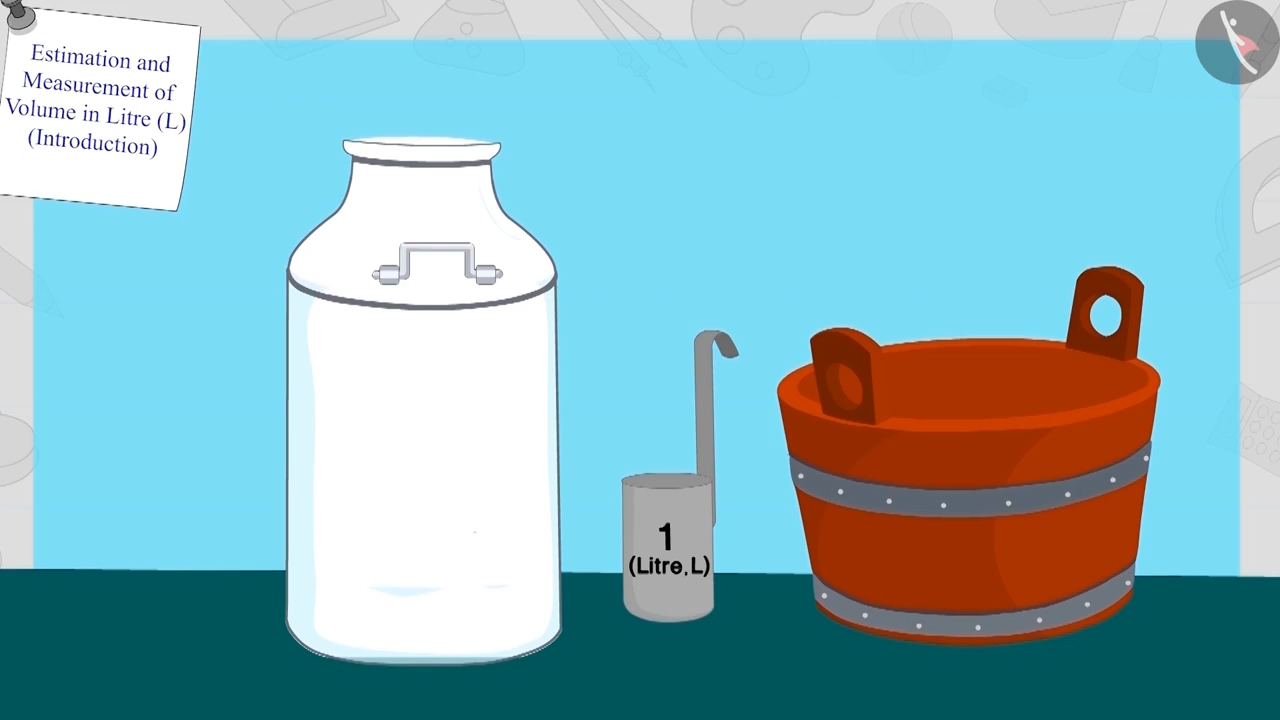 Estimation and
Measurement of
Volume in Litre (L)
(Introduction)
1
(Litre,L)